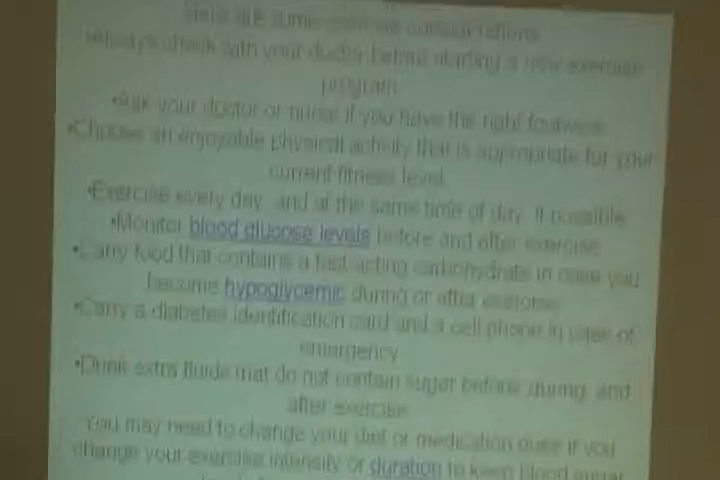 Here are some exercise considerations
•Always check with your doctor before starting a new exercise
program
•Ask your doctor or nurse if you have the right footwear
•Choose an enjoyable physical activity that is appropriate for your
current fitness level.
•Exercise every day, and at the same time of day, if possible
•Monitor blood glucose levels before and after exercise
•Carry food that contains a fast-acting carbohydrate in case you
become hypoglycemic during or after exercise
•Carry a diabetes identification card and a cell phone in case of
emergency
•Drink extra fluids that do not contain sugar before, during, and
after exercise
You may need to change your diet or medication dose if you
change your exercise intensity or duration to keep blood sugar